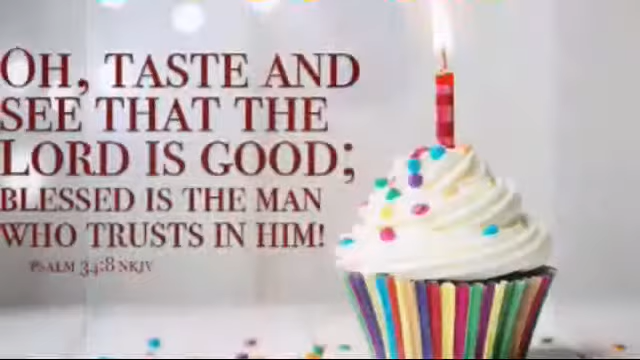 OH, TASTE AND
SEE THAT THE
LORD IS GOOD;
BLESSED IS THE MAN
WHO TRUSTS IN HIM!
PSALM 34:8 NKJV